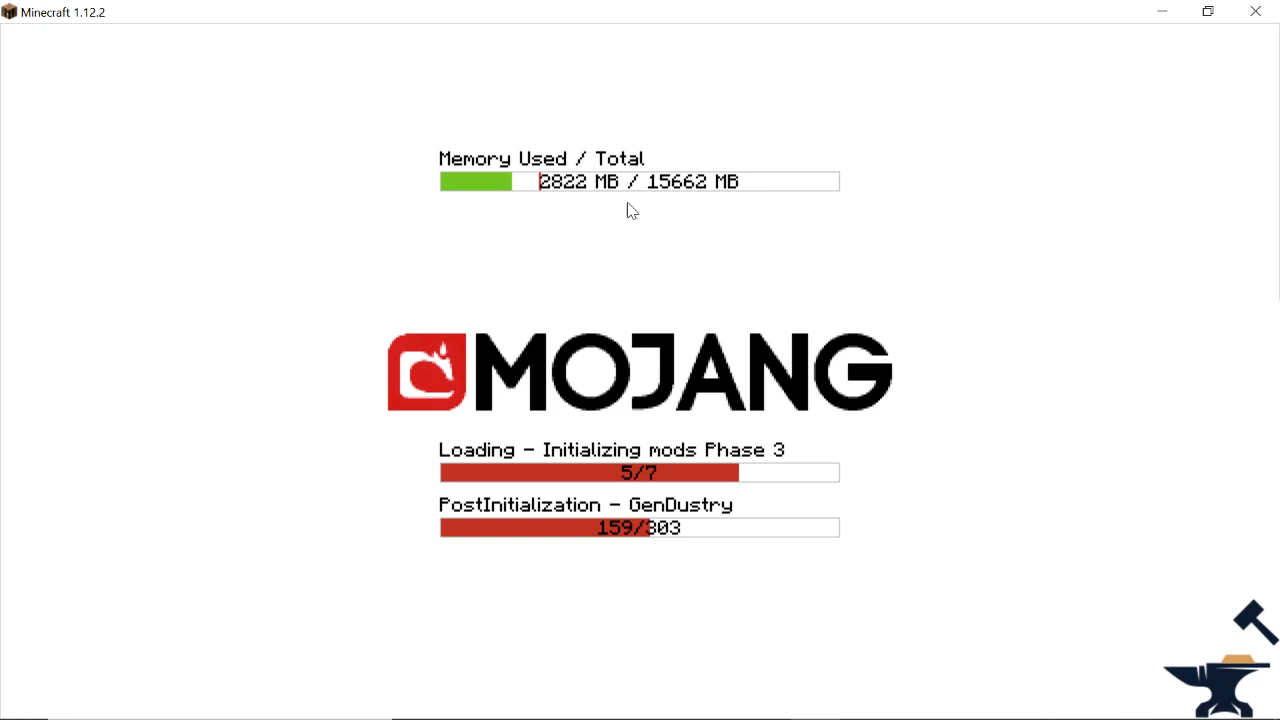 Minecraft 1.12.2
Memory Used / Total
2822 MB / 15662 MB
MOJANG
Loading - Initializing mods Phase 3
5/7
PostInitialization - GenDustry
159/303